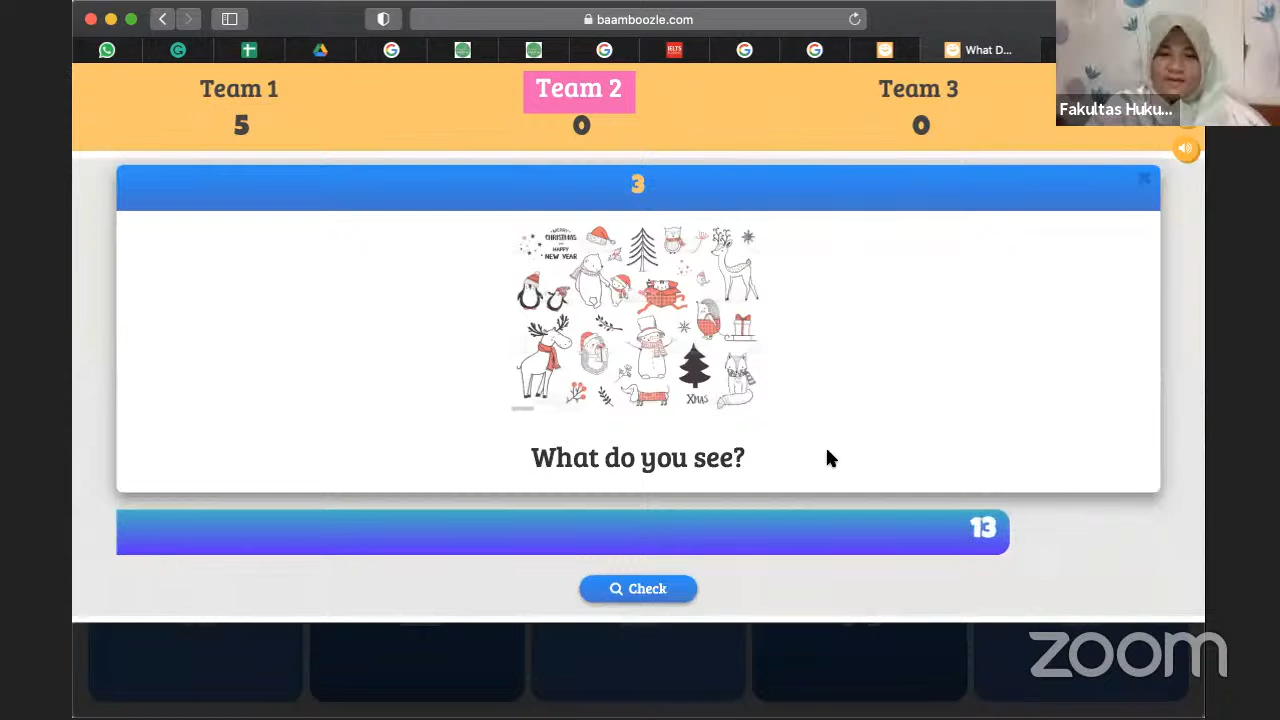 baamboozle.com
IELTS
What D...
Team 1
Team 2
Team 3
5
0
0
Fakultas Huku...
3
MERRY
CHRISTMAS
HAPPY
NEW YEAR
XMAS
What do you see?
13
Check
zoom